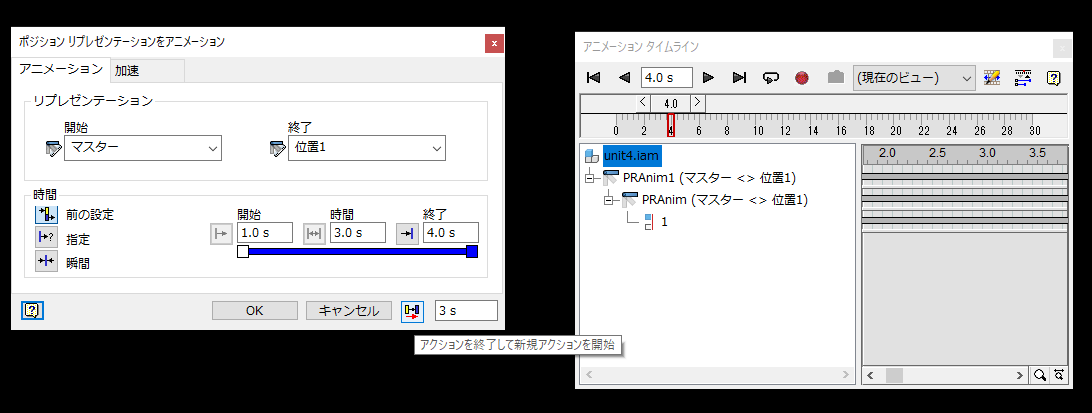 ポジション リプレゼンテーションをアニメーション
アニメーション 加速
リプレゼンテーション
開始 終了
マスター 位置1
時間
前の設定
指定
瞬間
開始 時間 終了
1.0 s 3.0 s 4.0 s
OK キャンセル 3 s
アクションを終了して新規アクションを開始
アニメーション タイムライン
4.0 s (現在のビュー)
4.0
0 2 4 6 8 10 12 14 16 18 20 22 24 26 28 30
unit4.iam
PRAnim1 (マスター <> 位置1)
PRAnim (マスター <> 位置1)
1
2.0 2.5 3.0 3.5